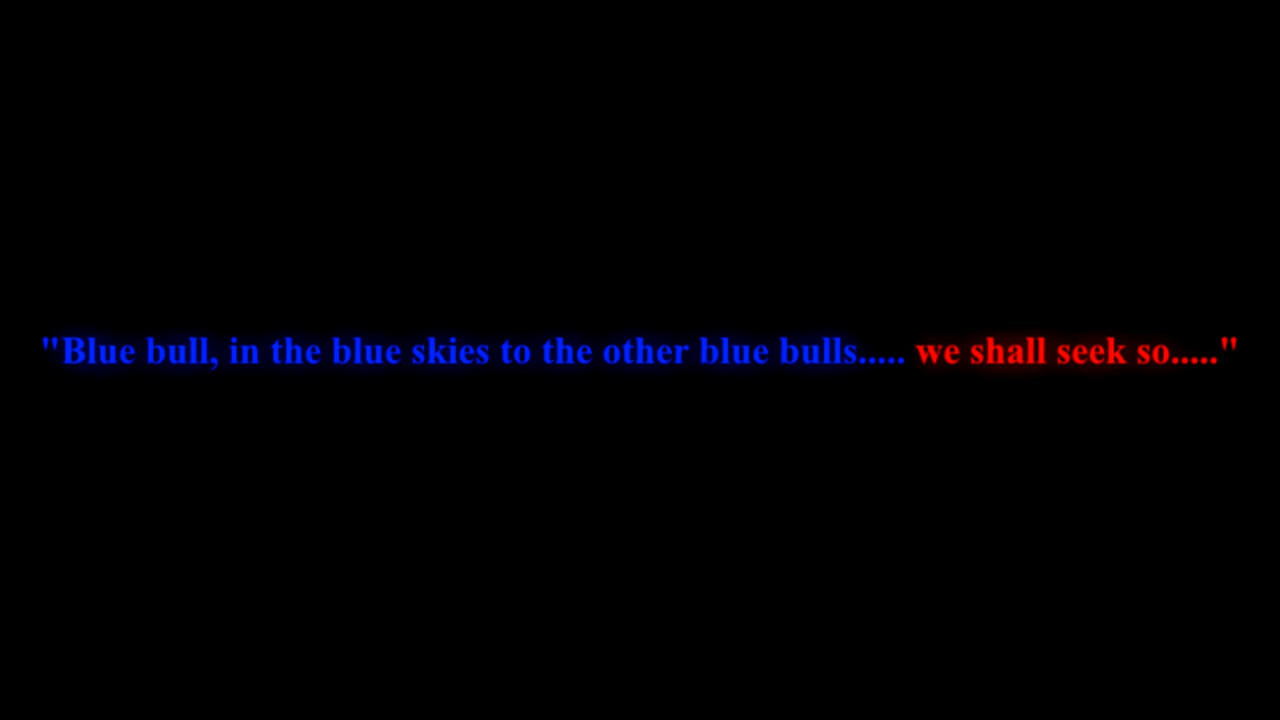 "Blue bull, in the blue skies to the other blue bulls..... we shall seek so....."